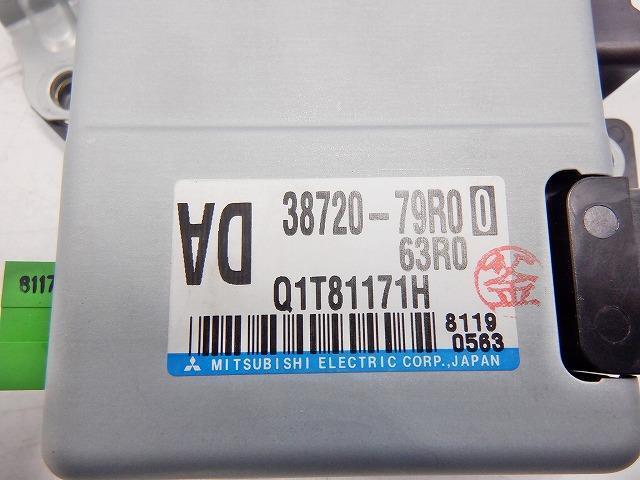 DA
38720-79R0 0
63R0
Q1T81171H
8119
0563
MITSUBISHI ELECTRIC CORP., JAPAN
8117